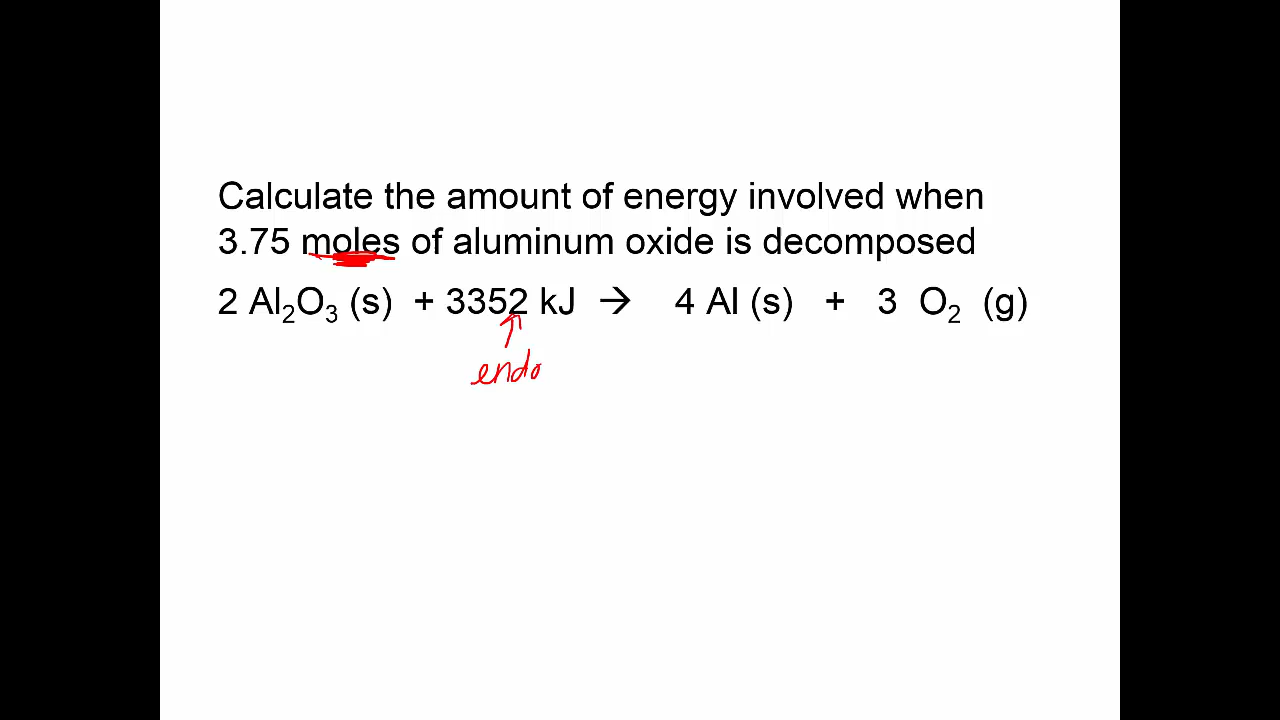 Calculate the amount of energy involved when
3.75 moles of aluminum oxide is decomposed
2 Al₂O₃ (s) + 3352 kJ → 4 Al (s) + 3 O₂ (g)
endo